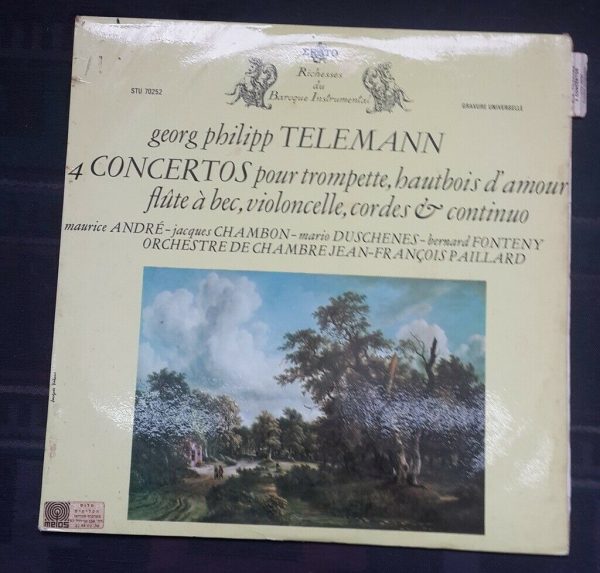 ERATO
Richesses
du
Baroque Instrumental
STU 70252
GRAVURE UNIVERSELLE
georg philipp TELEMANN
4 CONCERTOS pour trompette, hautbois d'amour
flûte à bec, violoncelle, cordes & continuo
maurice ANDRÉ - jacques CHAMBON - mario DUSCHENES - bernard FONTENY
ORCHESTRE DE CHAMBRE JEAN-FRANÇOIS PAILLARD
melos